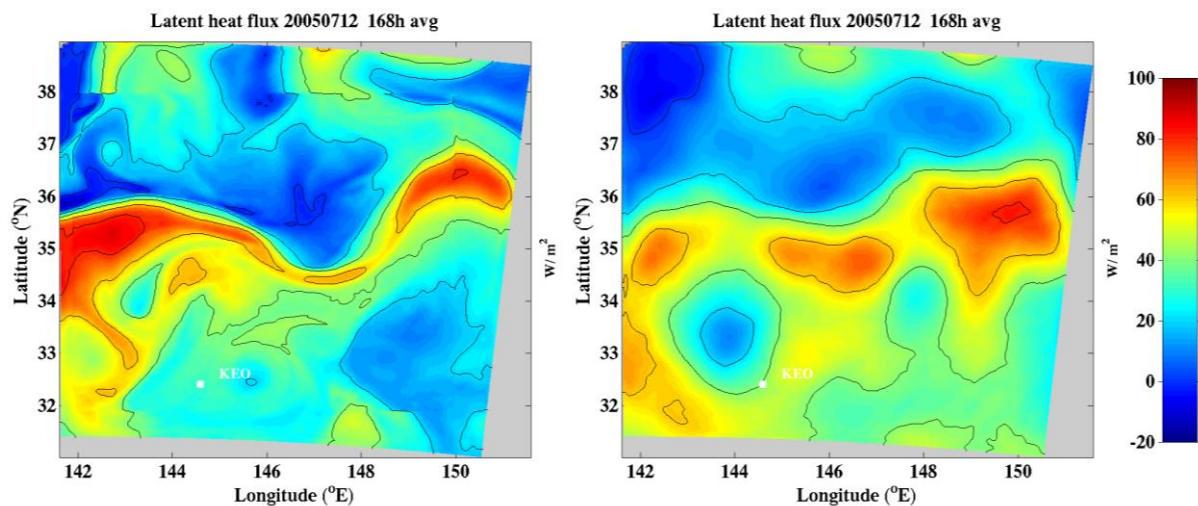 Latent heat flux 20050712 168h avg
Latitude (°N)
38
37
36
35
34
33
32
KEO
142 144 146 148 150
Longitude (°E)
W/ m²
Latent heat flux 20050712 168h avg
Latitude (°N)
38
37
36
35
34
33
32
KEO
142 144 146 148 150
Longitude (°E)
W/ m²
100
80
60
40
20
0
-20